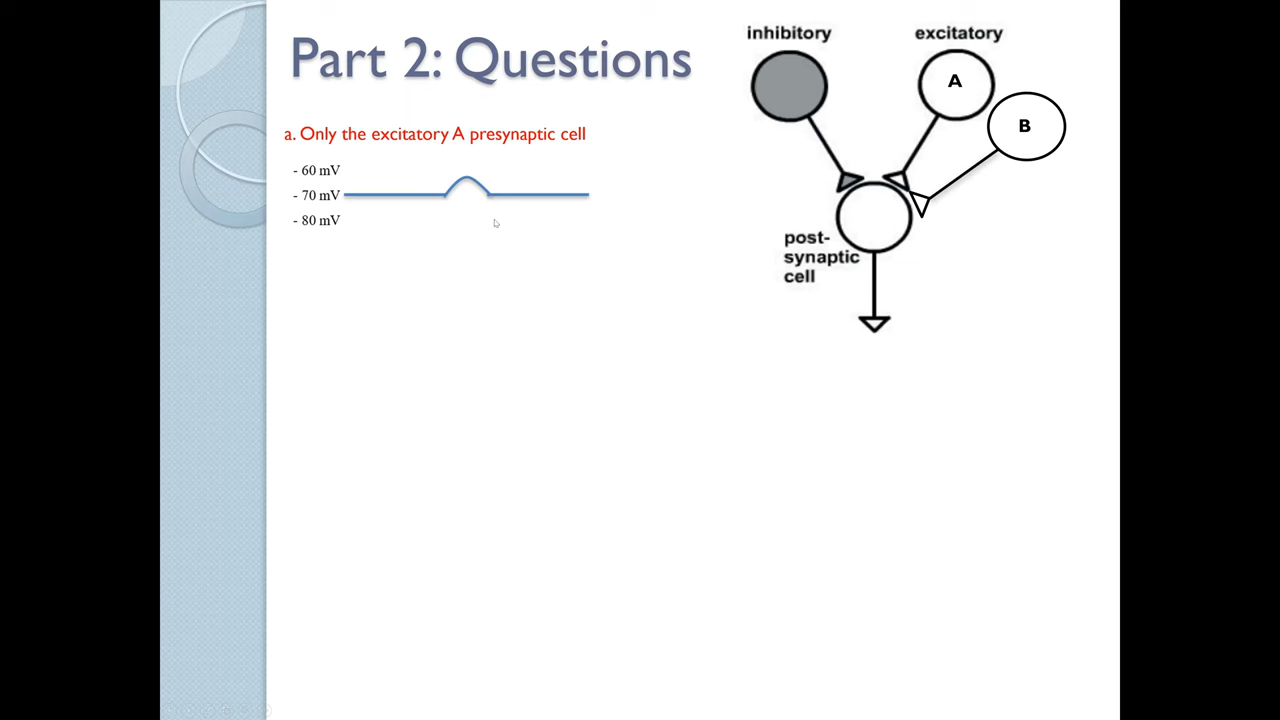 Part 2: Questions
a. Only the excitatory A presynaptic cell
- 60 mV
- 70 mV
- 80 mV
inhibitory
excitatory
A
B
post-
synaptic
cell